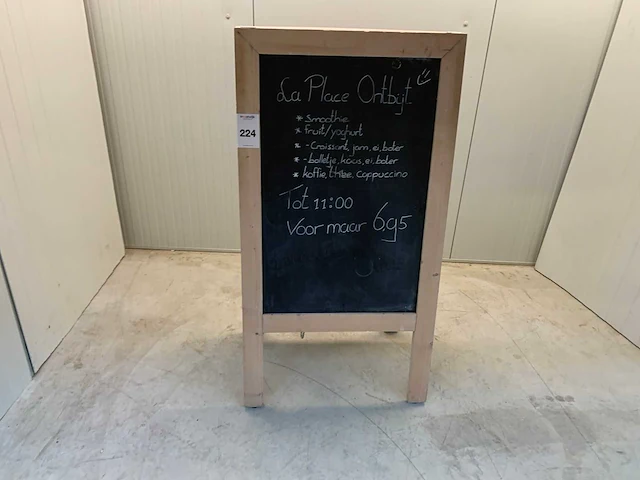 La Place Ontbijt
* Smoothie
* fruit/yoghurt
* - Croissant, jam, ei, boter
* - bolletje, kaas, ei, boter
* koffie, thee, cappuccino
Tot 11:00
Voor maar 6,95
224